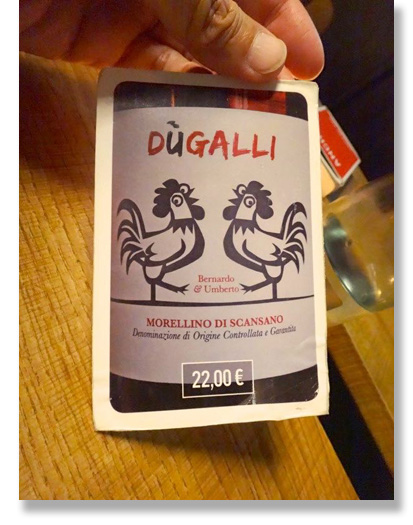 DÙGALLI
Bernardo
& Umberto
MORELLINO DI SCANSANO
Denominazione di Origine Controllata e Garantita
22,00 €